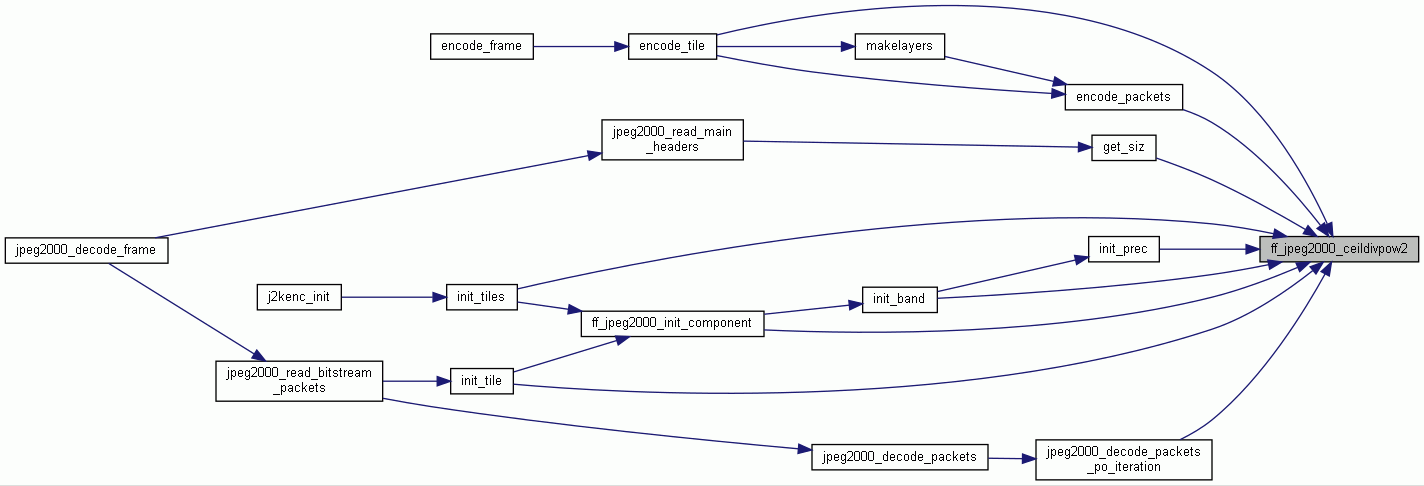 encode_frame
encode_tile
makelayers
encode_packets
jpeg2000_read_main
_headers
get_siz
jpeg2000_decode_frame
init_prec
ff_jpeg2000_ceildivpow2
j2kenc_init
init_tiles
init_band
ff_jpeg2000_init_component
jpeg2000_read_bitstream
_packets
init_tile
jpeg2000_decode_packets
jpeg2000_decode_packets
_po_iteration